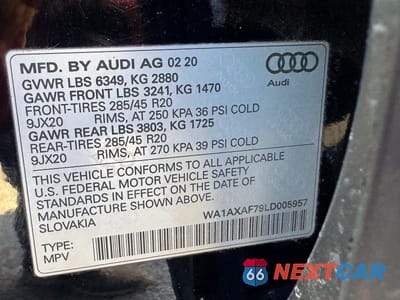 MFD. BY AUDI AG 02 20
GVWR LBS 6349, KG 2880
GAWR FRONT LBS 3241, KG 1470
FRONT-TIRES 285/45 R20
9JX20 RIMS, AT 250 KPA 36 PSI COLD
GAWR REAR LBS 3803, KG 1725
REAR-TIRES 285/45 R20
9JX20 RIMS, AT 270 KPA 39 PSI COLD
THIS VEHICLE CONFORMS TO ALL APPLICABLE
U.S. FEDERAL MOTOR VEHICLE SAFETY
STANDARDS IN EFFECT ON THE DATE OF
MANUFACTURE SHOWN ABOVE.
SLOVAKIA WA1AXAF79LD005957
TYPE:
MPV
66 NEXTCAR